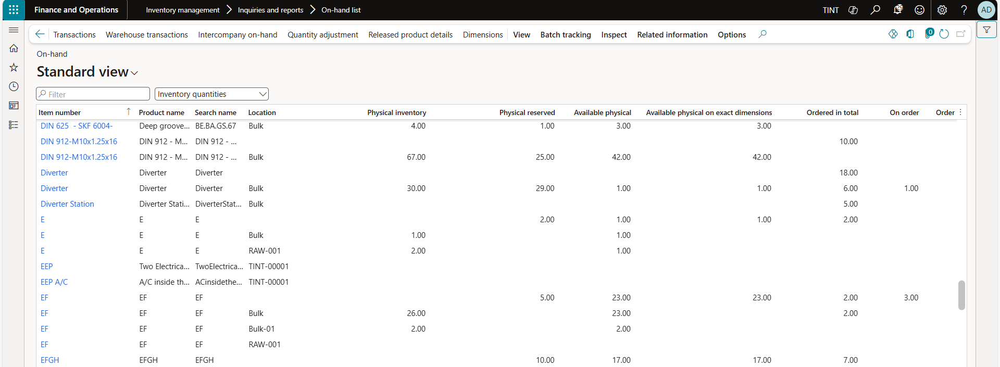 Finance and Operations Inventory management Inquiries and reports On-hand list TINT 29 ? AD
Transactions Warehouse transactions Intercompany on-hand Quantity adjustment Released product details Dimensions View Batch tracking Inspect Related information Options 0
On-hand
Standard view
Filter Inventory quantities
Item number Product name Search name Location Physical inventory Physical reserved Available physical Available physical on exact dimensions Ordered in total On order Order
DIN 625 - SKF 6004- Deep groove... BE.BA.GS.67 Bulk 4.00 1.00 3.00 3.00
DIN 912-M10x1.25x16 DIN 912 - M... DIN 912 - ... 10.00
DIN 912-M10x1.25x16 DIN 912 - M... DIN 912 - ... Bulk 67.00 25.00 42.00 42.00
Diverter Diverter Diverter 18.00
Diverter Diverter Diverter Bulk 30.00 29.00 1.00 1.00 6.00 1.00
Diverter Station Diverter Stati... DiverterStat... Bulk 5.00
E E E 2.00 1.00 1.00 2.00
E E E Bulk 1.00 1.00
E E E RAW-001 2.00 1.00
EEP Two Electrica... TwoElectrica... TINT-00001
EEP A/C A/C inside th... ACinsidethe... TINT-00001
EF EF EF 5.00 23.00 23.00 2.00 3.00
EF EF EF Bulk 26.00 23.00 2.00
EF EF EF Bulk-01 2.00 2.00
EF EF EF RAW-001
EFGH EFGH EFGH 10.00 17.00 17.00 7.00